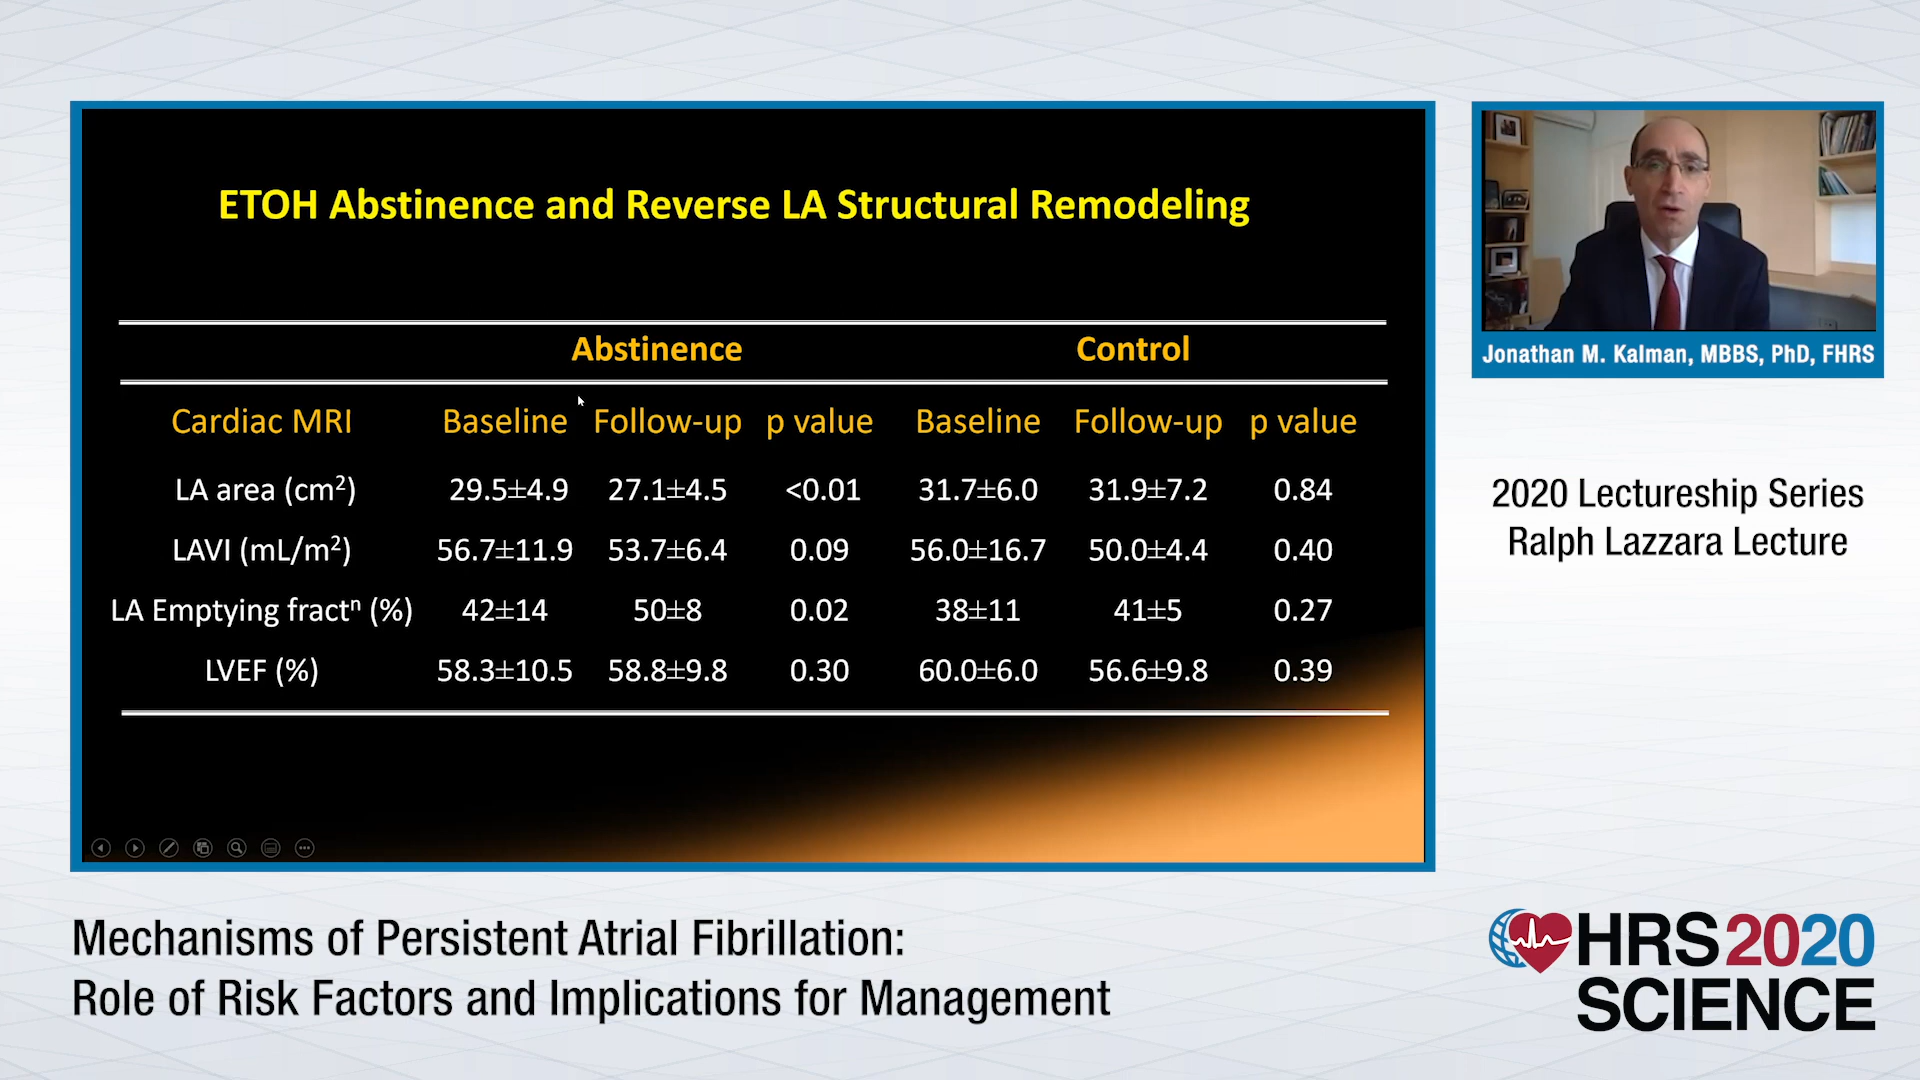 ETOH Abstinence and Reverse LA Structural Remodeling
Abstinence Control
Cardiac MRI Baseline Follow-up p value Baseline Follow-up p value
LA area (cm²) 29.5±4.9 27.1±4.5 <0.01 31.7±6.0 31.9±7.2 0.84
LAVI (mL/m²) 56.7±11.9 53.7±6.4 0.09 56.0±16.7 50.0±4.4 0.40
LA Emptying fractⁿ (%) 42±14 50±8 0.02 38±11 41±5 0.27
LVEF (%) 58.3±10.5 58.8±9.8 0.30 60.0±6.0 56.6±9.8 0.39
Jonathan M. Kalman, MBBS, PhD, FHRS
2020 Lectureship Series
Ralph Lazzara Lecture
Mechanisms of Persistent Atrial Fibrillation:
Role of Risk Factors and Implications for Management
HRS2020
SCIENCE